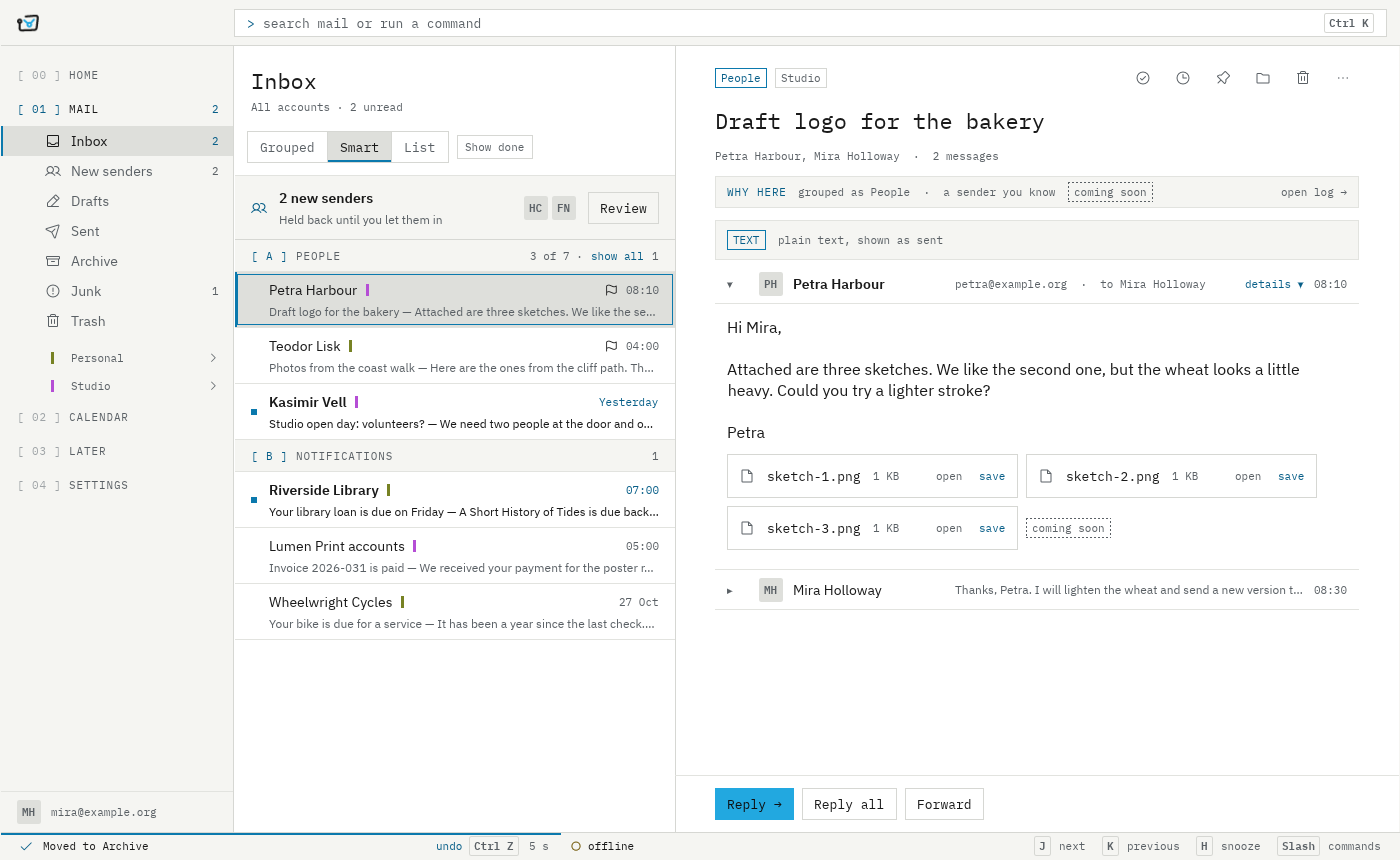 > search mail or run a command
Ctrl K
[ 00 ] HOME
[ 01 ] MAIL 2
Inbox 2
New senders 2
Drafts
Sent
Archive
Junk 1
Trash
Personal
Studio
[ 02 ] CALENDAR
[ 03 ] LATER
[ 04 ] SETTINGS
MH mira@example.org
Inbox
All accounts · 2 unread
Grouped Smart List Show done
2 new senders
Held back until you let them in
HC FN Review
[ A ] PEOPLE 3 of 7 · show all 1
Petra Harbour 08:10
Draft logo for the bakery — Attached are three sketches. We like the se…
Teodor Lisk 04:00
Photos from the coast walk — Here are the ones from the cliff path. Th…
Kasimir Vell Yesterday
Studio open day: volunteers? — We need two people at the door and o…
[ B ] NOTIFICATIONS 1
Riverside Library 07:00
Your library loan is due on Friday — A Short History of Tides is due back…
Lumen Print accounts 05:00
Invoice 2026-031 is paid — We received your payment for the poster r…
Wheelwright Cycles 27 Oct
Your bike is due for a service — It has been a year since the last check.…
People Studio
Draft logo for the bakery
Petra Harbour, Mira Holloway · 2 messages
WHY HERE grouped as People · a sender you know coming soon open log →
TEXT plain text, shown as sent
▾ PH Petra Harbour petra@example.org · to Mira Holloway details ▾ 08:10
Hi Mira,
Attached are three sketches. We like the second one, but the wheat looks a little
heavy. Could you try a lighter stroke?
Petra
sketch-1.png 1 KB open save
sketch-2.png 1 KB open save
sketch-3.png 1 KB open save
coming soon
▸ MH Mira Holloway Thanks, Petra. I will lighten the wheat and send a new version t… 08:30
Reply → Reply all Forward
Moved to Archive undo Ctrl Z 5 s offline
J next K previous H snooze Slash commands